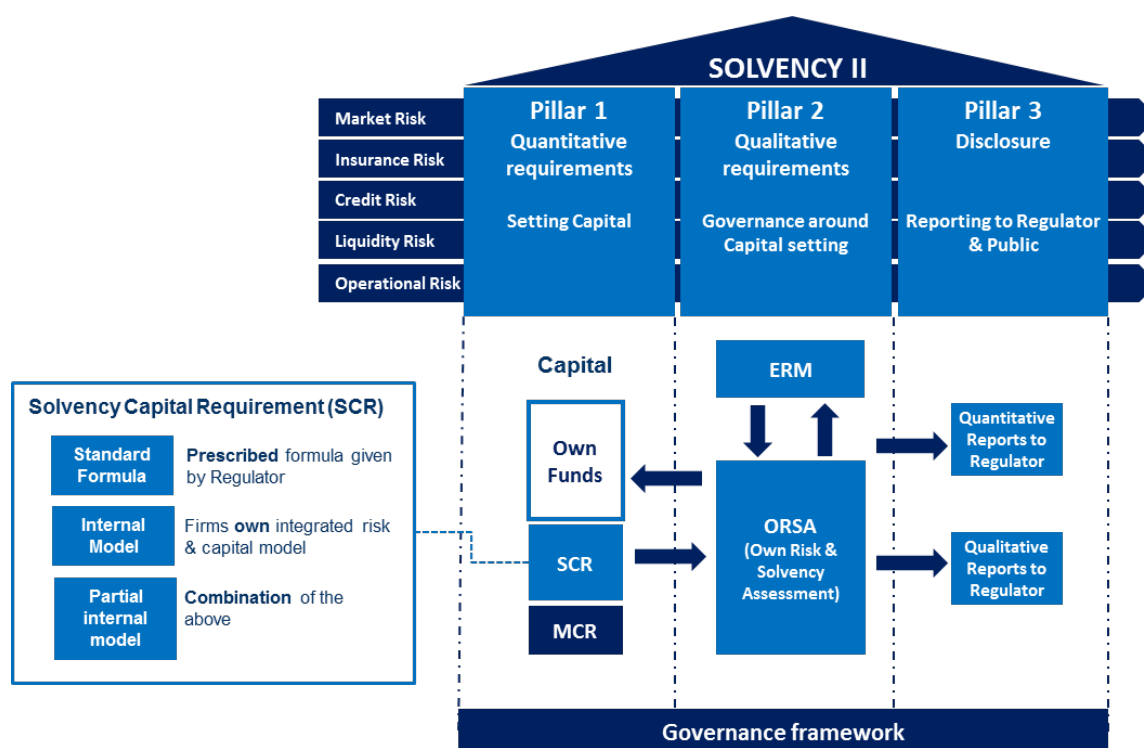 SOLVENCY II
Market Risk
Insurance Risk
Credit Risk
Liquidity Risk
Operational Risk
Pillar 1
Quantitative
requirements
Setting Capital
Pillar 2
Qualitative
requirements
Governance around
Capital setting
Pillar 3
Disclosure
Reporting to Regulator
& Public
Solvency Capital Requirement (SCR)
Standard
Formula
Prescribed formula given
by Regulator
Internal
Model
Firms own integrated risk
& capital model
Partial
internal
model
Combination of the
above
Capital
Own
Funds
SCR
MCR
ERM
ORSA
(Own Risk &
Solvency
Assessment)
Quantitative
Reports to
Regulator
Qualitative
Reports to
Regulator
Governance framework